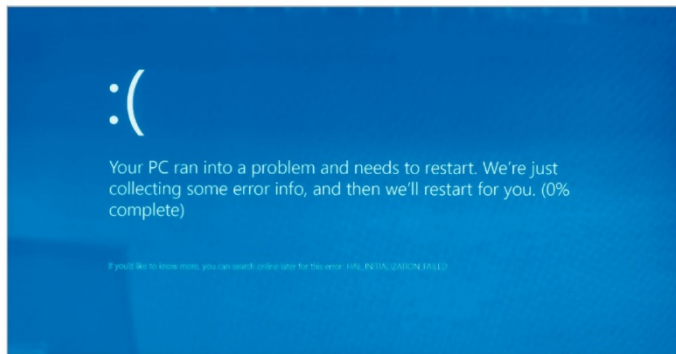 :(
Your PC ran into a problem and needs to restart. We're just
collecting some error info, and then we'll restart for you. (0%
complete)
If you'd like to know more, you can search online later for this error: HAL_INITIALIZATION_FAILED